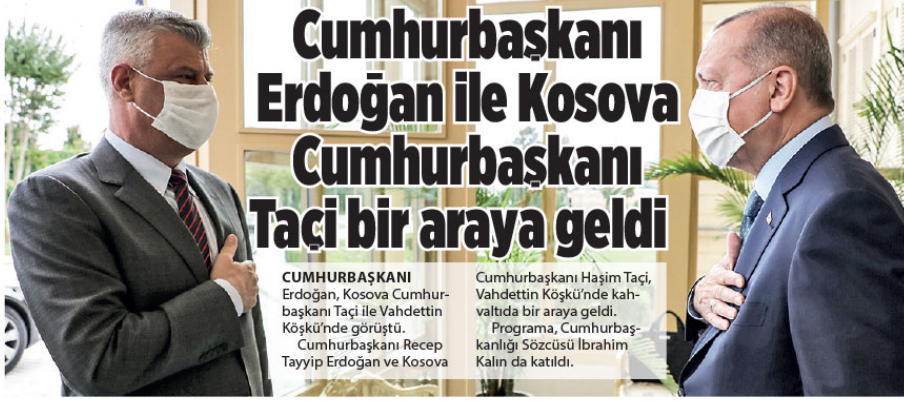 Cumhurbaşkanı
Erdoğan ile Kosova
Cumhurbaşkanı
Taçi bir araya geldi
CUMHURBAŞKANI
Erdoğan, Kosova Cumhur-
başkanı Taçi ile Vahdettin
Köşkü’nde görüştü.
Cumhurbaşkanı Recep
Tayyip Erdoğan ve Kosova
Cumhurbaşkanı Haşim Taçi,
Vahdettin Köşkü’nde kah-
valtıda bir araya geldi.
Programa, Cumhurbaş-
kanlığı Sözcüsü İbrahim
Kalın da katıldı.